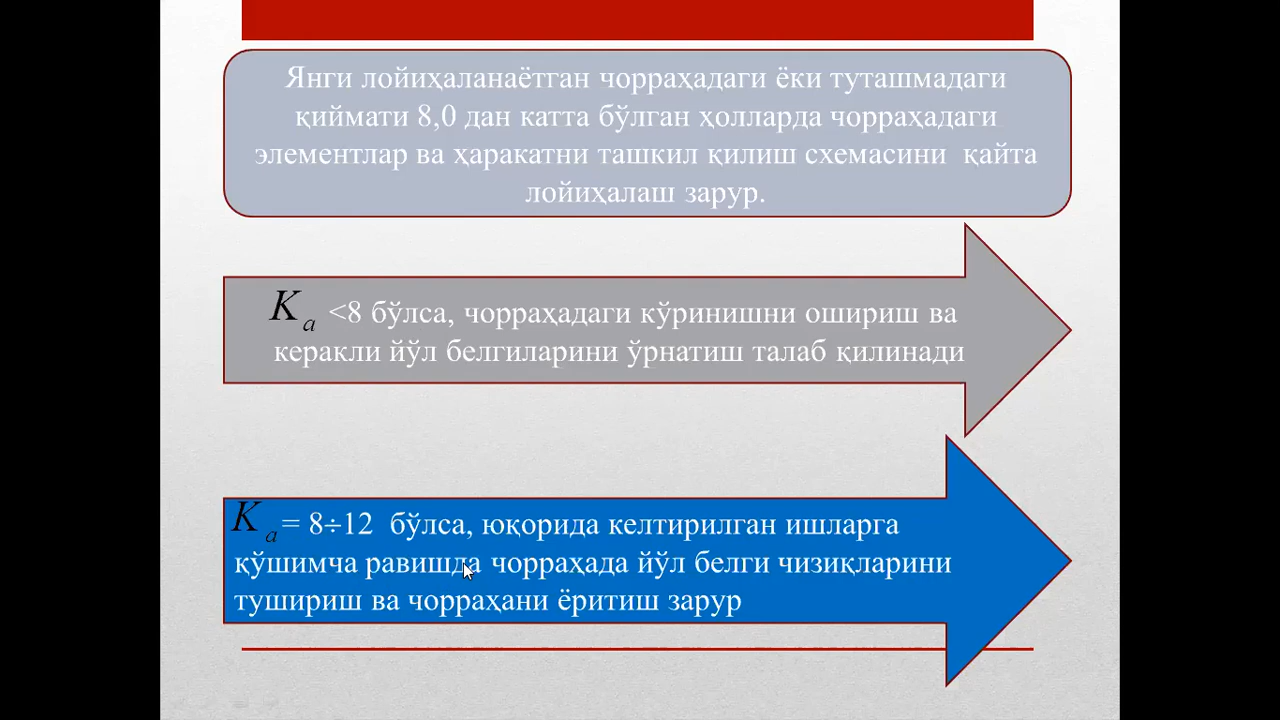 Янги лойиҳаланаётган чорраҳадаги ёки туташмадаги
қиймати 8,0 дан катта бўлган ҳолларда чорраҳадаги
элементлар ва ҳаракатни ташкил қилиш схемасини қайта
лойиҳалаш зарур.
Kа <8 бўлса, чорраҳадаги кўринишни ошириш ва
керакли йўл белгиларини ўрнатиш талаб қилинади
Kа = 8÷12 бўлса, юқорида келтирилган ишларга
қўшимча равишда чорраҳада йўл белги чизиқларини
тушириш ва чорраҳани ёритиш зарур